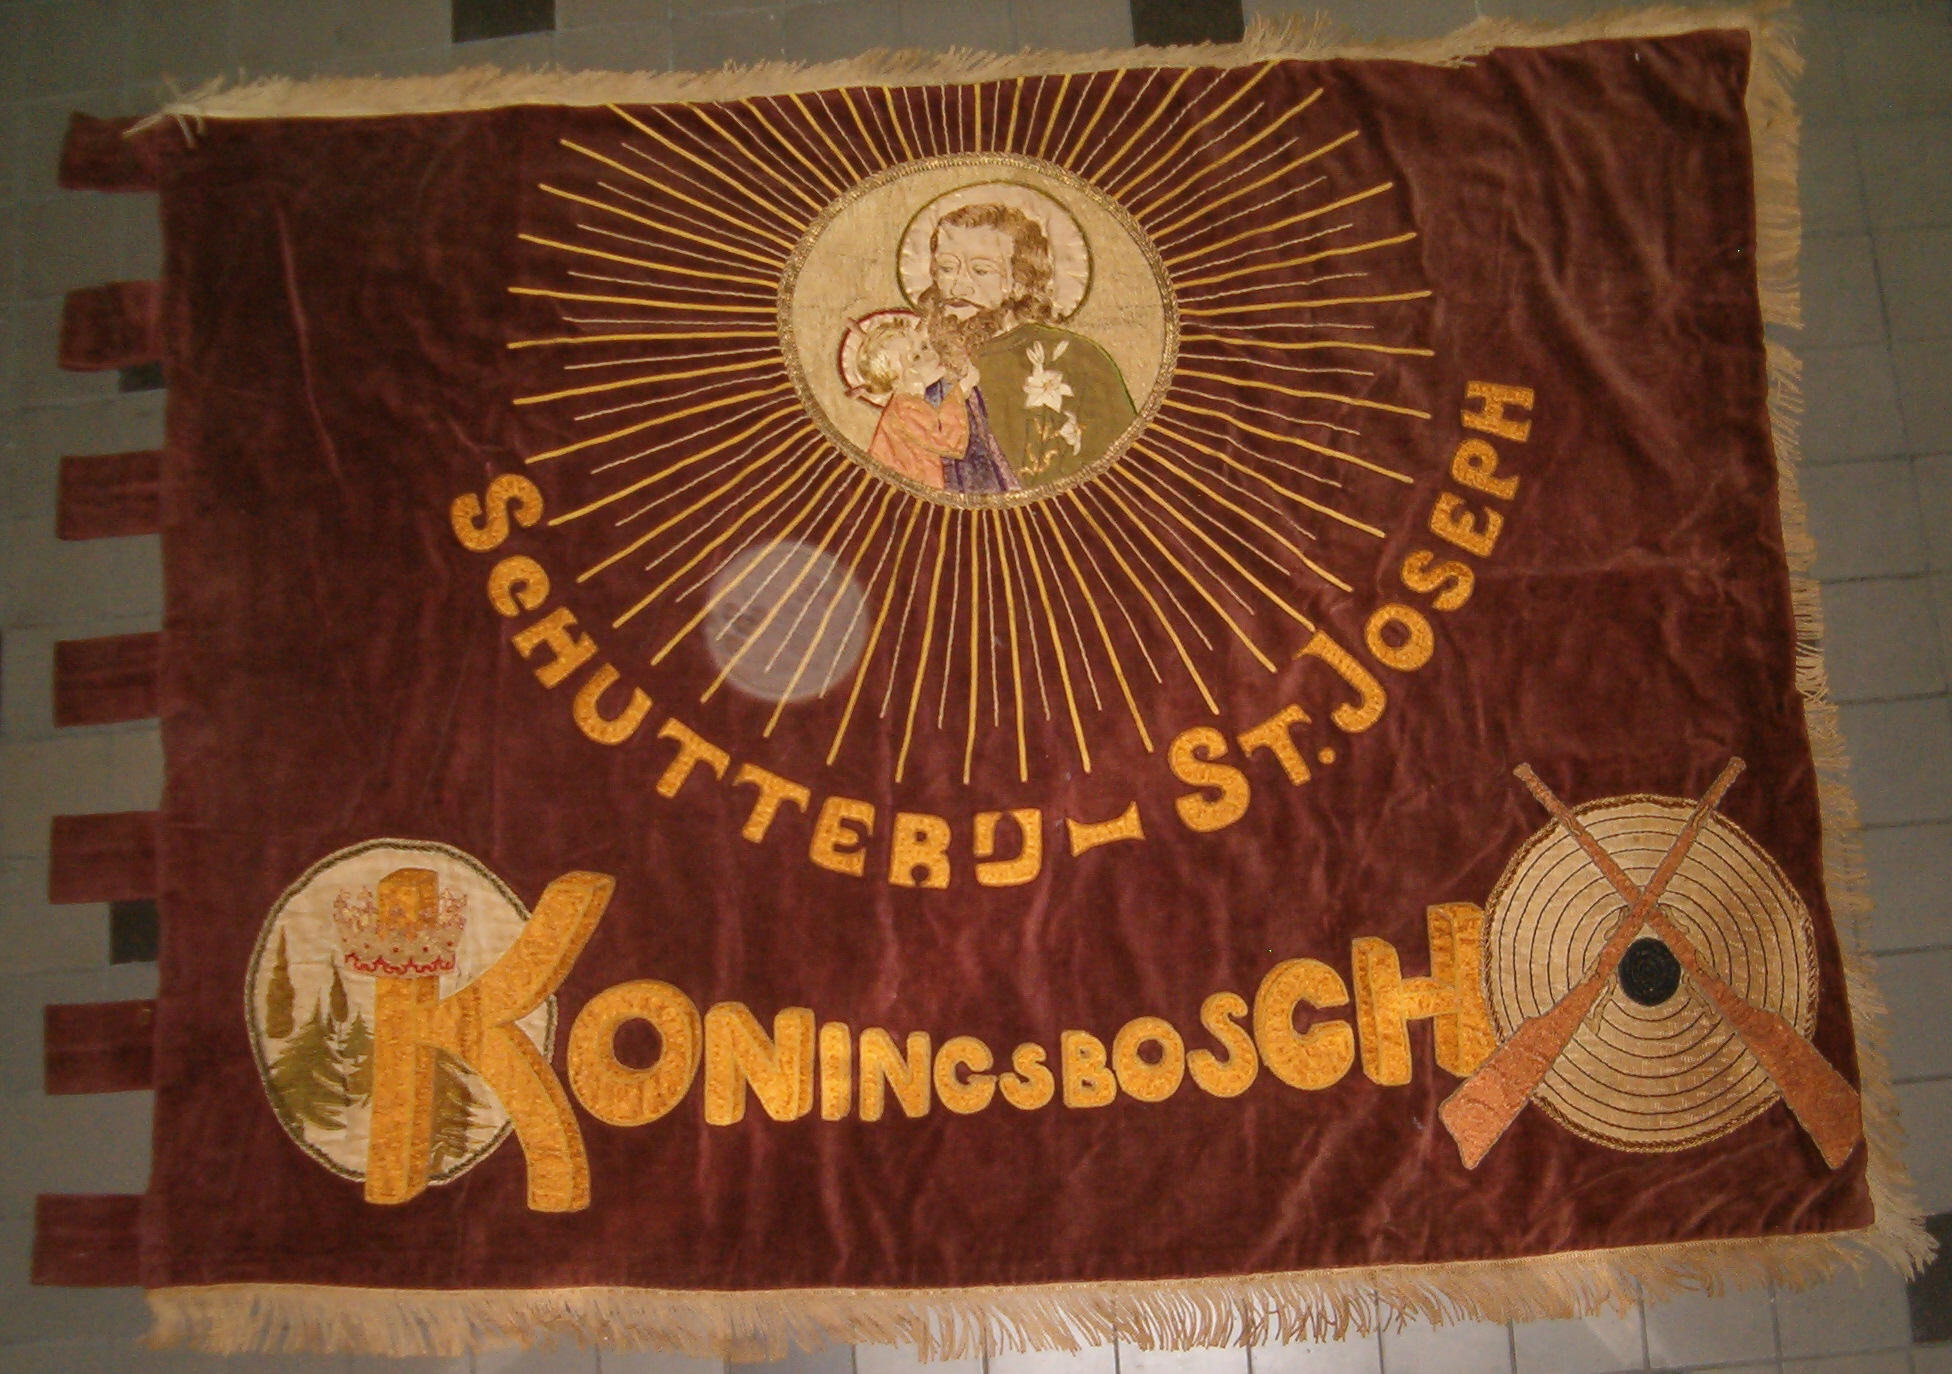 SCHUTTERIJ - ST. JOSEPH
KONINGSBOSCH